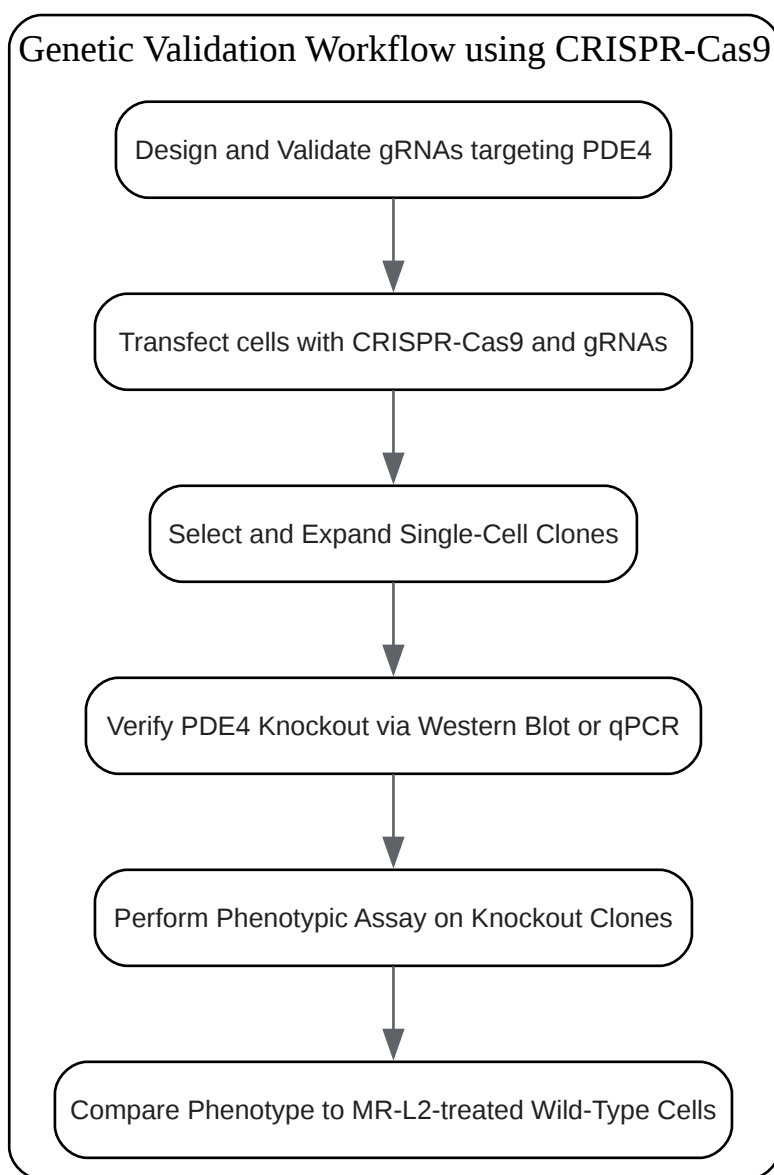 Genetic Validation Workflow using CRISPR-Cas9
Design and Validate gRNAs targeting PDE4
Transfect cells with CRISPR-Cas9 and gRNAs
Select and Expand Single-Cell Clones
Verify PDE4 Knockout via Western Blot or qPCR
Perform Phenotypic Assay on Knockout Clones
Compare Phenotype to MR-L2-treated Wild-Type Cells